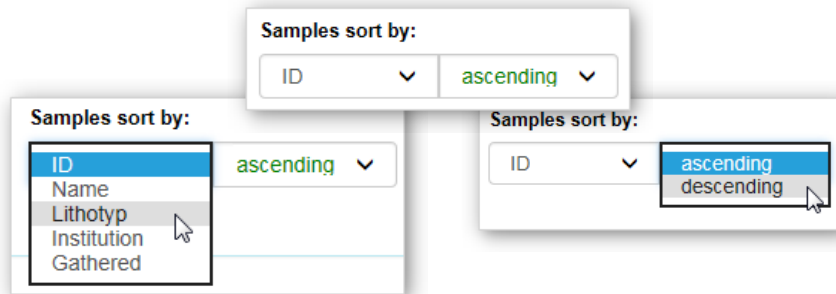 Samples sort by:
ID ascending
Samples sort by:
ID ascending
Name
Lithotyp
Institution
Gathered
Samples sort by:
ID ascending
descending